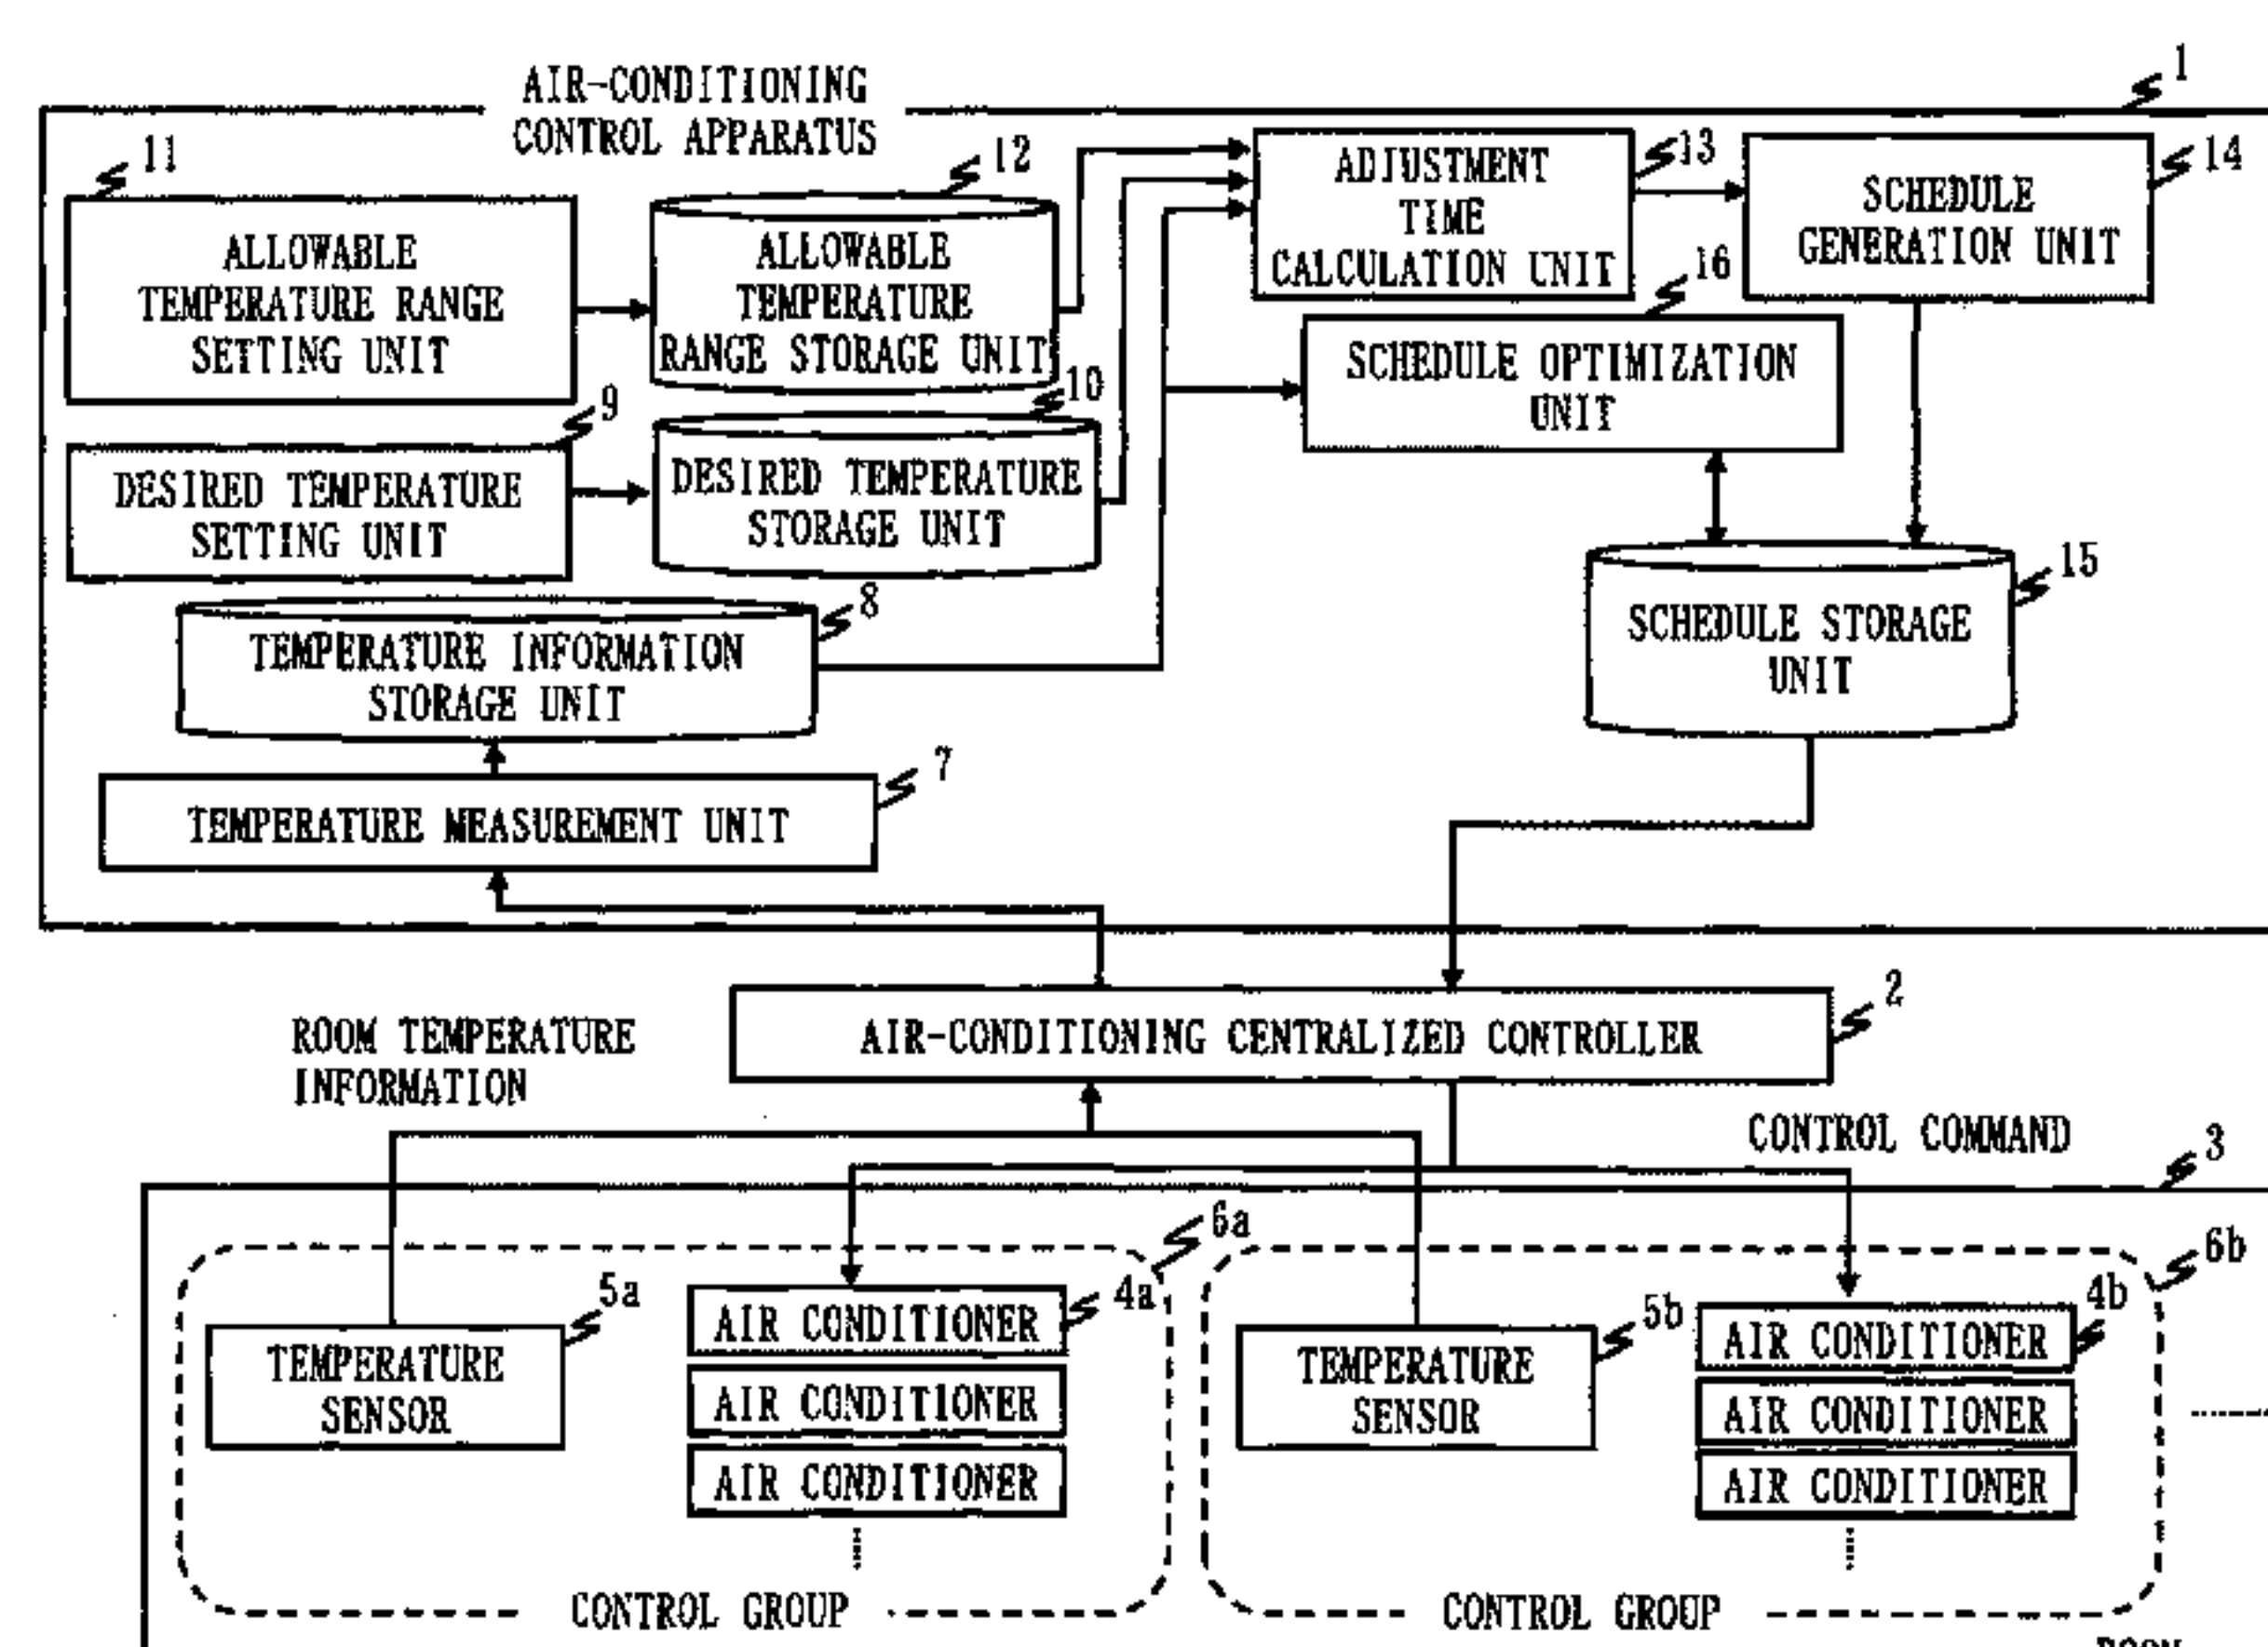 1
AIR-CONDITIONING
CONTROL APPARATUS
11
12
13
14
ALLOWABLE
TEMPERATURE RANGE
SETTING UNIT
ALLOWABLE
TEMPERATURE
RANGE STORAGE UNIT
ADJUSTMENT
TIME
CALCULATION UNIT
SCHEDULE
GENERATION UNIT
16
SCHEDULE OPTIMIZATION
UNIT
9
10
DESIRED TEMPERATURE
SETTING UNIT
DESIRED TEMPERATURE
STORAGE UNIT
15
SCHEDULE STORAGE
UNIT
8
TEMPERATURE INFORMATION
STORAGE UNIT
7
TEMPERATURE MEASUREMENT UNIT
2
AIR-CONDITIONING CENTRALIZED CONTROLLER
ROOM TEMPERATURE
INFORMATION
CONTROL COMMAND
3
6a
6b
5a
TEMPERATURE
SENSOR
4a
AIR CONDITIONER
AIR CONDITIONER
AIR CONDITIONER
CONTROL GROUP
5b
TEMPERATURE
SENSOR
4b
AIR CONDITIONER
AIR CONDITIONER
AIR CONDITIONER
CONTROL GROUP